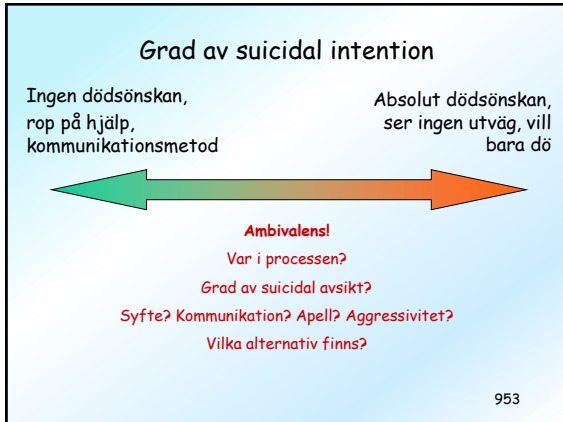 Grad av suicidal intention
Ingen dödsönskan,
rop på hjälp,
kommunikationsmetod
Absolut dödsönskan,
ser ingen utväg, vill
bara dö
Ambivalens!
Var i processen?
Grad av suicidal avsikt?
Syfte? Kommunikation? Apell? Aggressivitet?
Vilka alternativ finns?
953